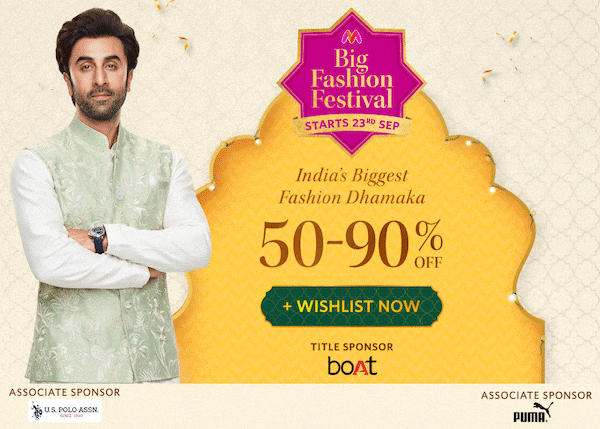 Big
Fashion
Festival
STARTS 23RD SEP
India's Biggest
Fashion Dhamaka
50-90% OFF
+ WISHLIST NOW
TITLE SPONSOR
boAt
ASSOCIATE SPONSOR
U.S. POLO ASSN.
SINCE 1890
ASSOCIATE SPONSOR
PUMA